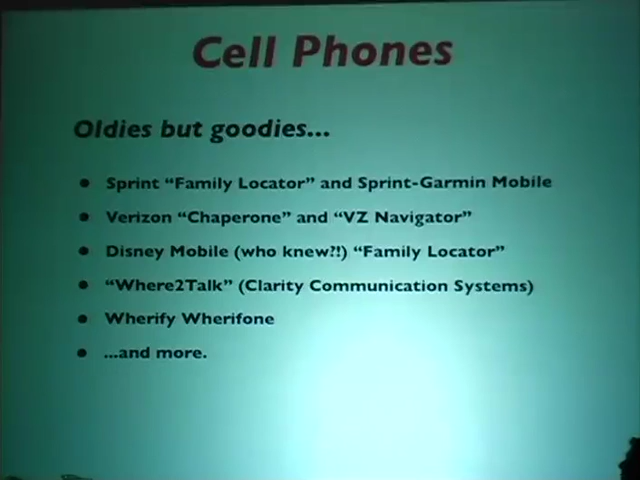 Cell Phones
Oldies but goodies...
• Sprint “Family Locator” and Sprint-Garmin Mobile
• Verizon “Chaperone” and “VZ Navigator”
• Disney Mobile (who knew?!) “Family Locator”
• “Where2Talk” (Clarity Communication Systems)
• Wherify Wherifone
• ...and more.